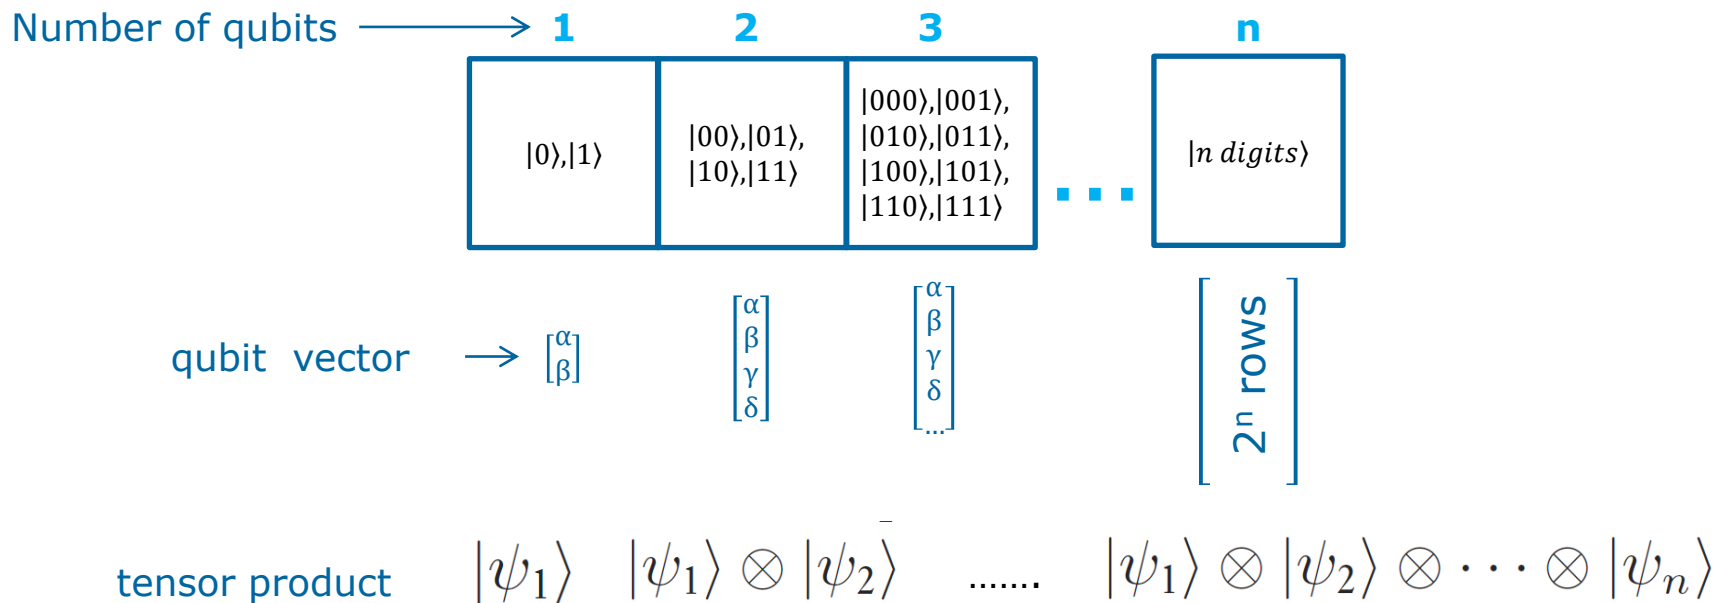 Number of qubits → 1 2 3 n
|0⟩,|1⟩
|00⟩,|01⟩,
|10⟩,|11⟩
|000⟩,|001⟩,
|010⟩,|011⟩,
|100⟩,|101⟩,
|110⟩,|111⟩
...
|n digits⟩
qubit vector →
α
β
α
β
γ
δ
α
β
γ
δ
...
2ⁿ rows
tensor product |ψ₁⟩ |ψ₁⟩ ⊗ |ψ₂⟩ ....... |ψ₁⟩ ⊗ |ψ₂⟩ ⊗ ··· ⊗ |ψₙ⟩